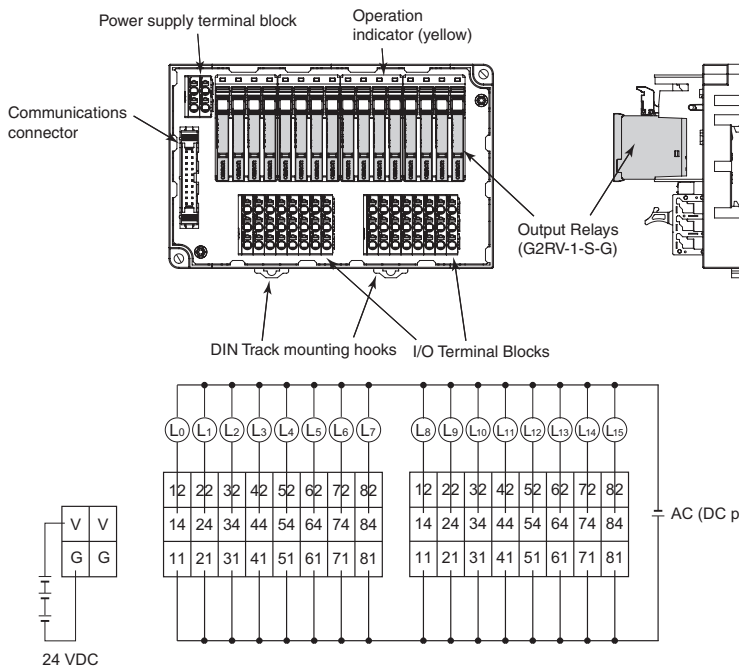 Power supply terminal block
Operation
indicator (yellow)
Communications
connector
Output Relays
(G2RV-1-S-G)
DIN Track mounting hooks
I/O Terminal Blocks
L0 L1 L2 L3 L4 L5 L6 L7 L8 L9 L10 L11 L12 L13 L14 L15
12 22 32 42 52 62 72 82 12 22 32 42 52 62 72 82
V V 14 24 34 44 54 64 74 84 14 24 34 44 54 64 74 84 AC (DC p
G G 11 21 31 41 51 61 71 81 11 21 31 41 51 61 71 81
24 VDC